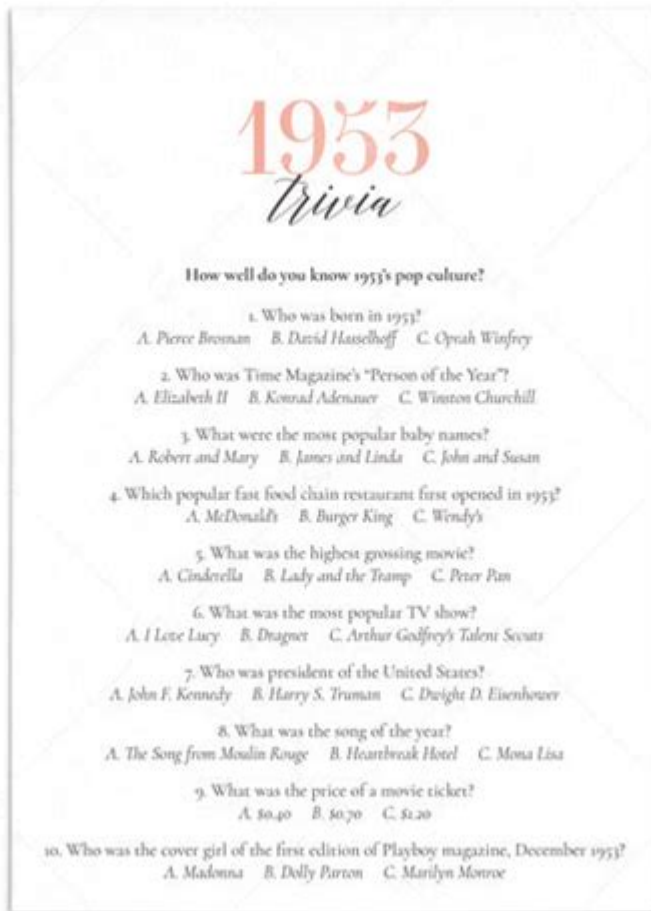 1953
trivia
How well do you know 1953's pop culture?
1. Who was born in 1953?
A. Pierce Brosnan B. David Hasselhoff C. Oprah Winfrey
2. Who was Time Magazine's "Person of the Year"?
A. Elizabeth II B. Konrad Adenauer C. Winston Churchill
3. What were the most popular baby names?
A. Robert and Mary B. James and Linda C. John and Susan
4. Which popular fast food chain restaurant first opened in 1953?
A. McDonald's B. Burger King C. Wendy's
5. What was the highest grossing movie?
A. Cinderella B. Lady and the Tramp C. Peter Pan
6. What was the most popular TV show?
A. I Love Lucy B. Dragnet C. Arthur Godfrey's Talent Scouts
7. Who was president of the United States?
A. John F. Kennedy B. Harry S. Truman C. Dwight D. Eisenhower
8. What was the song of the year?
A. The Song from Moulin Rouge B. Heartbreak Hotel C. Mona Lisa
9. What was the price of a movie ticket?
A. $0.40 B. $0.70 C. $1.20
10. Who was the cover girl of the first edition of Playboy magazine, December 1953?
A. Madonna B. Dolly Parton C. Marilyn Monroe